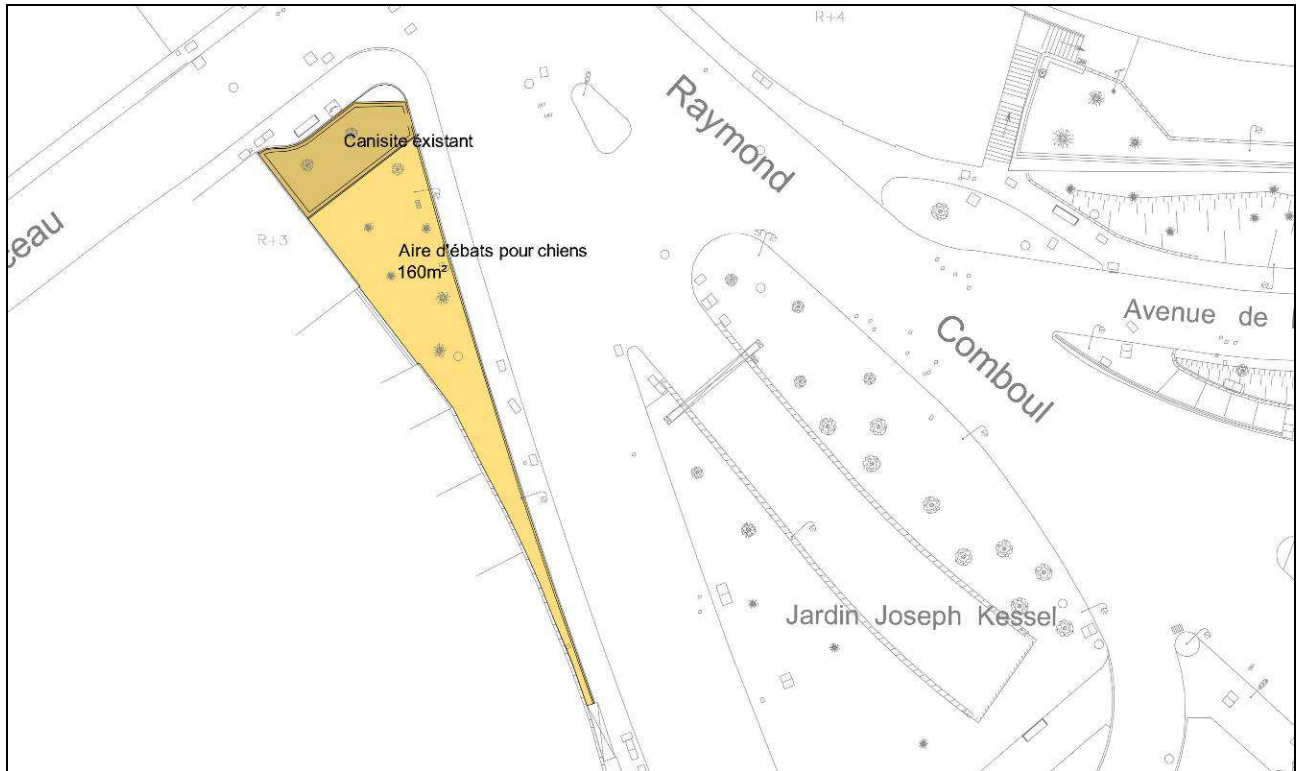 R+4
Raymond
Canisite éxistant
ceau
R+3
Aire d'ébats pour chiens
160m²
Avenue de
Comboul
Jardin Joseph Kessel